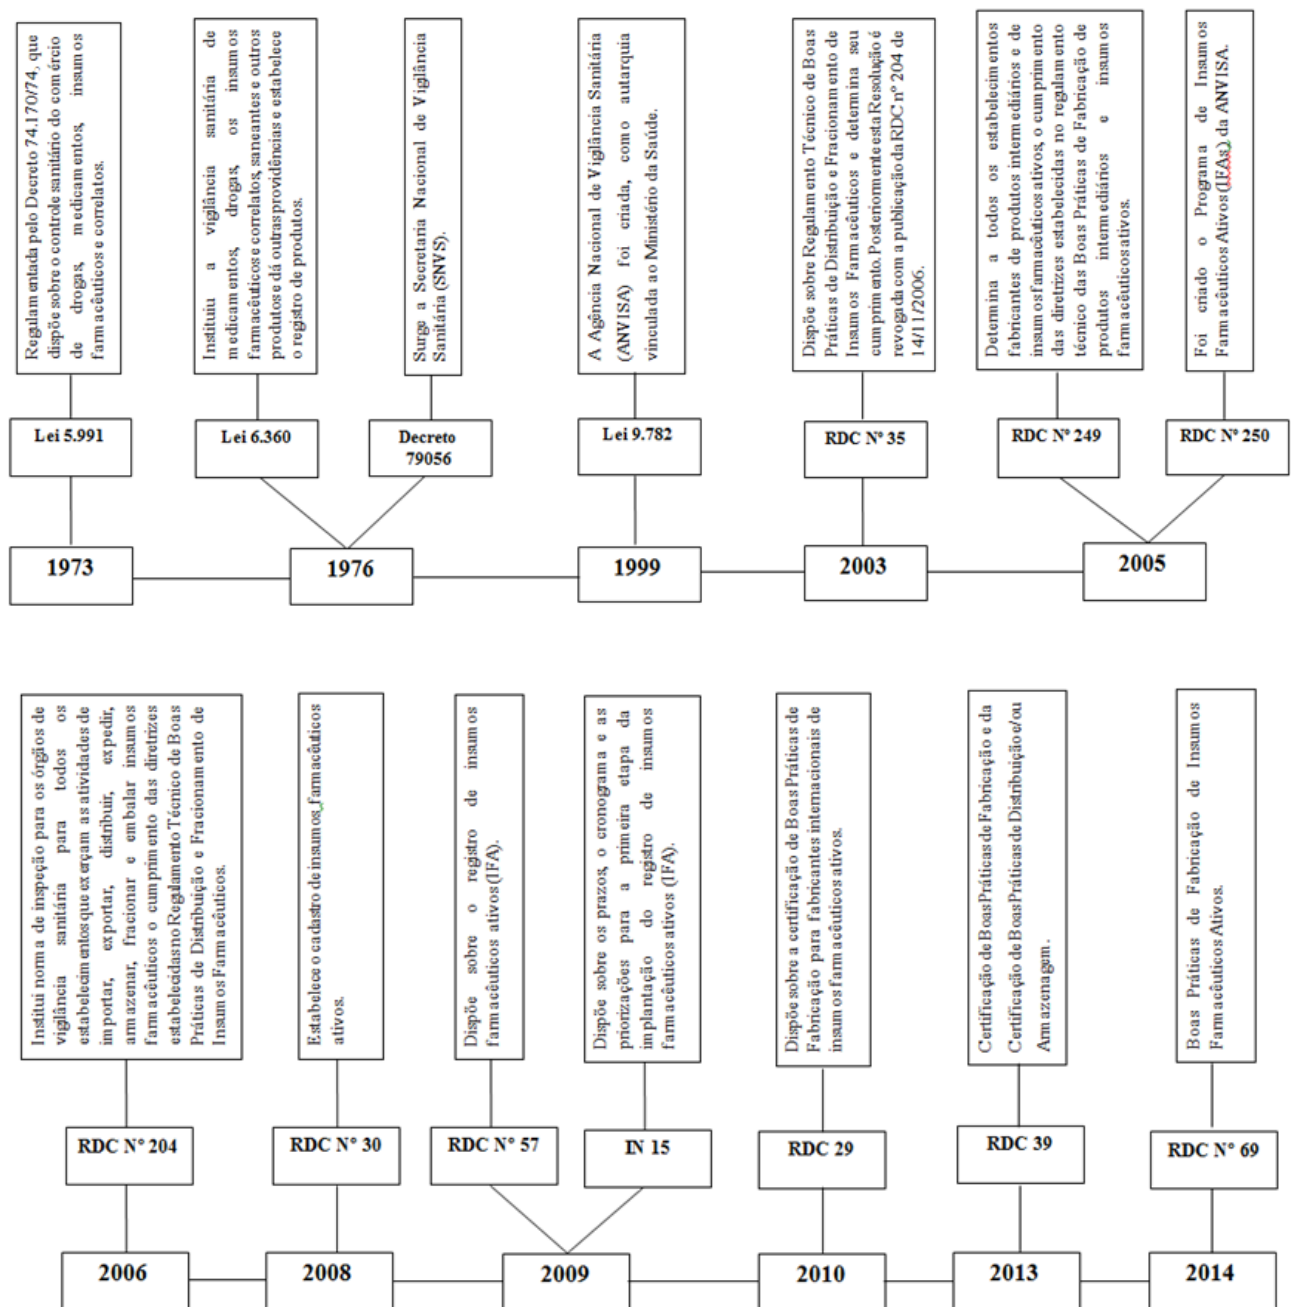 Regulamentada pelo Decreto 74.170/74, que
dispõe sobre o controle sanitário do comércio
de drogas, medicamentos, insumos
farmacêuticos e correlatos.
Lei 5.991
1973
Instituiu a vigilância sanitária de
medicamentos, drogas, os insumos
farmacêuticos e correlatos, saneantes e outros
produtos e dá outras providências e estabelece
o registro de produtos.
Lei 6.360
Surge a Secretaria Nacional de Vigilância
Sanitária (SNVS).
Decreto
79056
1976
A Agência Nacional de Vigilância Sanitária
(ANVISA) foi criada, como autarquia
vinculada ao Ministério da Saúde.
Lei 9.782
1999
Dispõe sobre Regulamento Técnico de Boas
Práticas de Distribuição e Fracionamento de
Insumos Farmacêuticos e determina seu
cumprimento. Posteriormente esta Resolução é
revogada com a publicação da RDC nº 204 de
14/11/2006.
RDC Nº 35
2003
Determina a todos os estabelecimentos
fabricantes de produtos intermediários e de
insumos farmacêuticos ativos, o cumprimento
das diretrizes estabelecidas no regulamento
técnico das Boas Práticas de Fabricação de
produtos intermediários e insumos
farmacêuticos ativos.
RDC Nº 249
Foi criado o Programa de Insumos
Farmacêuticos Ativos (IFAs) da ANVISA.
RDC Nº 250
2005
Institui norma de inspeção para os órgãos de
vigilância sanitária para todos os
estabelecimentos que exerçam as atividades de
importar, exportar, distribuir, expedir,
armazenar, fracionar e embalar insumos
farmacêuticos o cumprimento das diretrizes
estabelecidas no Regulamento Técnico de Boas
Práticas de Distribuição e Fracionamento de
Insumos Farmacêuticos.
RDC N° 204
2006
Estabelece o cadastro de insumos farmacêuticos
ativos.
RDC N° 30
2008
Dispõe sobre o registro de insumos
farmacêuticos ativos (IFA).
RDC N° 57
Dispõe sobre os prazos, o cronograma e as
priorizações para a primeira etapa da
implantação do registro de insumos
farmacêuticos ativos (IFA).
IN 15
2009
Dispõe sobre a certificação de Boas Práticas de
Fabricação para fabricantes internacionais de
insumos farmacêuticos ativos.
RDC 29
2010
Certificação de Boas Práticas de Fabricação e da
Certificação de Boas Práticas de Distribuição e/ou
Armazenagem.
RDC 39
2013
Boas Práticas de Fabricação de Insumos
Farmacêuticos Ativos.
RDC N° 69
2014